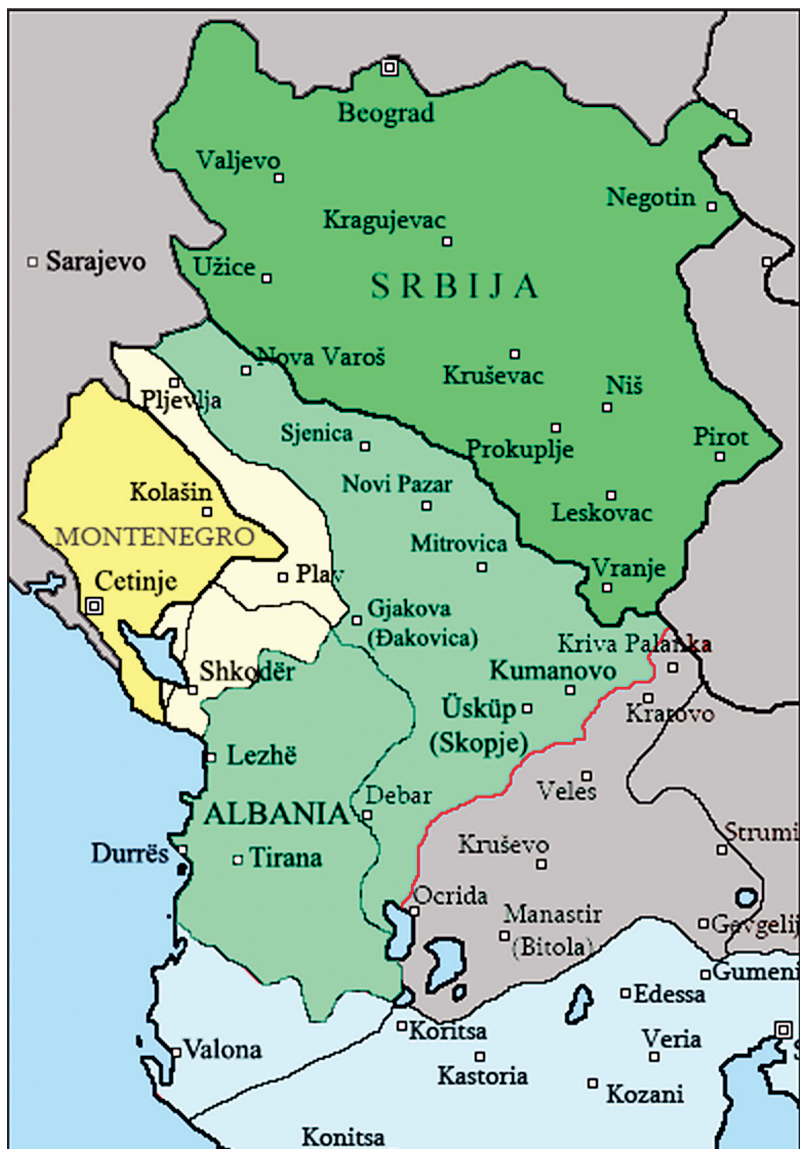 Beograd
Valjevo
Negotin
Kragujevac
Sarajevo
Užice
SRBIJA
Nova Varoš
Kruševac
Niš
Pljevlja
Sjenica
Prokuplje
Pirot
Novi Pazar
Kolašin
Leskovac
MONTENEGRO
Mitrovica
Cetinje
Plav
Vranje
Gjakova
(Đakovica)
Kriva Palanka
Shkodër
Kumanovo
Üsküp
(Skopje)
Kratovo
Lezhë
Veles
Debar
ALBANIA
Strumi
Durrës
Tirana
Kruševo
Ocrida
Manastir
(Bitola)
Gevgelij
Gumeni
Edessa
Koritsa
Valona
Veria
S
Kastoria
Kozani
Konitsa